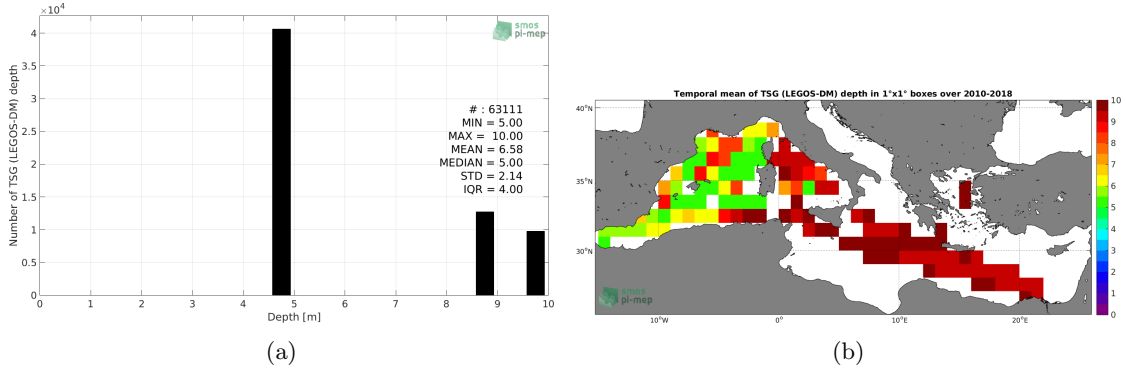 ×10⁴
4
3.5
3
2.5
2
1.5
1
0.5
0
Number of TSG (LEGOS-DM) depth
smos
pi-mep
# : 63111
MIN = 5.00
MAX = 10.00
MEAN = 6.58
MEDIAN = 5.00
STD = 2.14
IQR = 4.00
0 1 2 3 4 5 6 7 8 9 10
Depth [m]
(a)
Temporal mean of TSG (LEGOS-DM) depth in 1°x1° boxes over 2010-2018
40°N
35°N
30°N
10°W 0° 10°E 20°E
smos
pi-mep
10
9
8
7
6
5
4
3
2
1
0
(b)